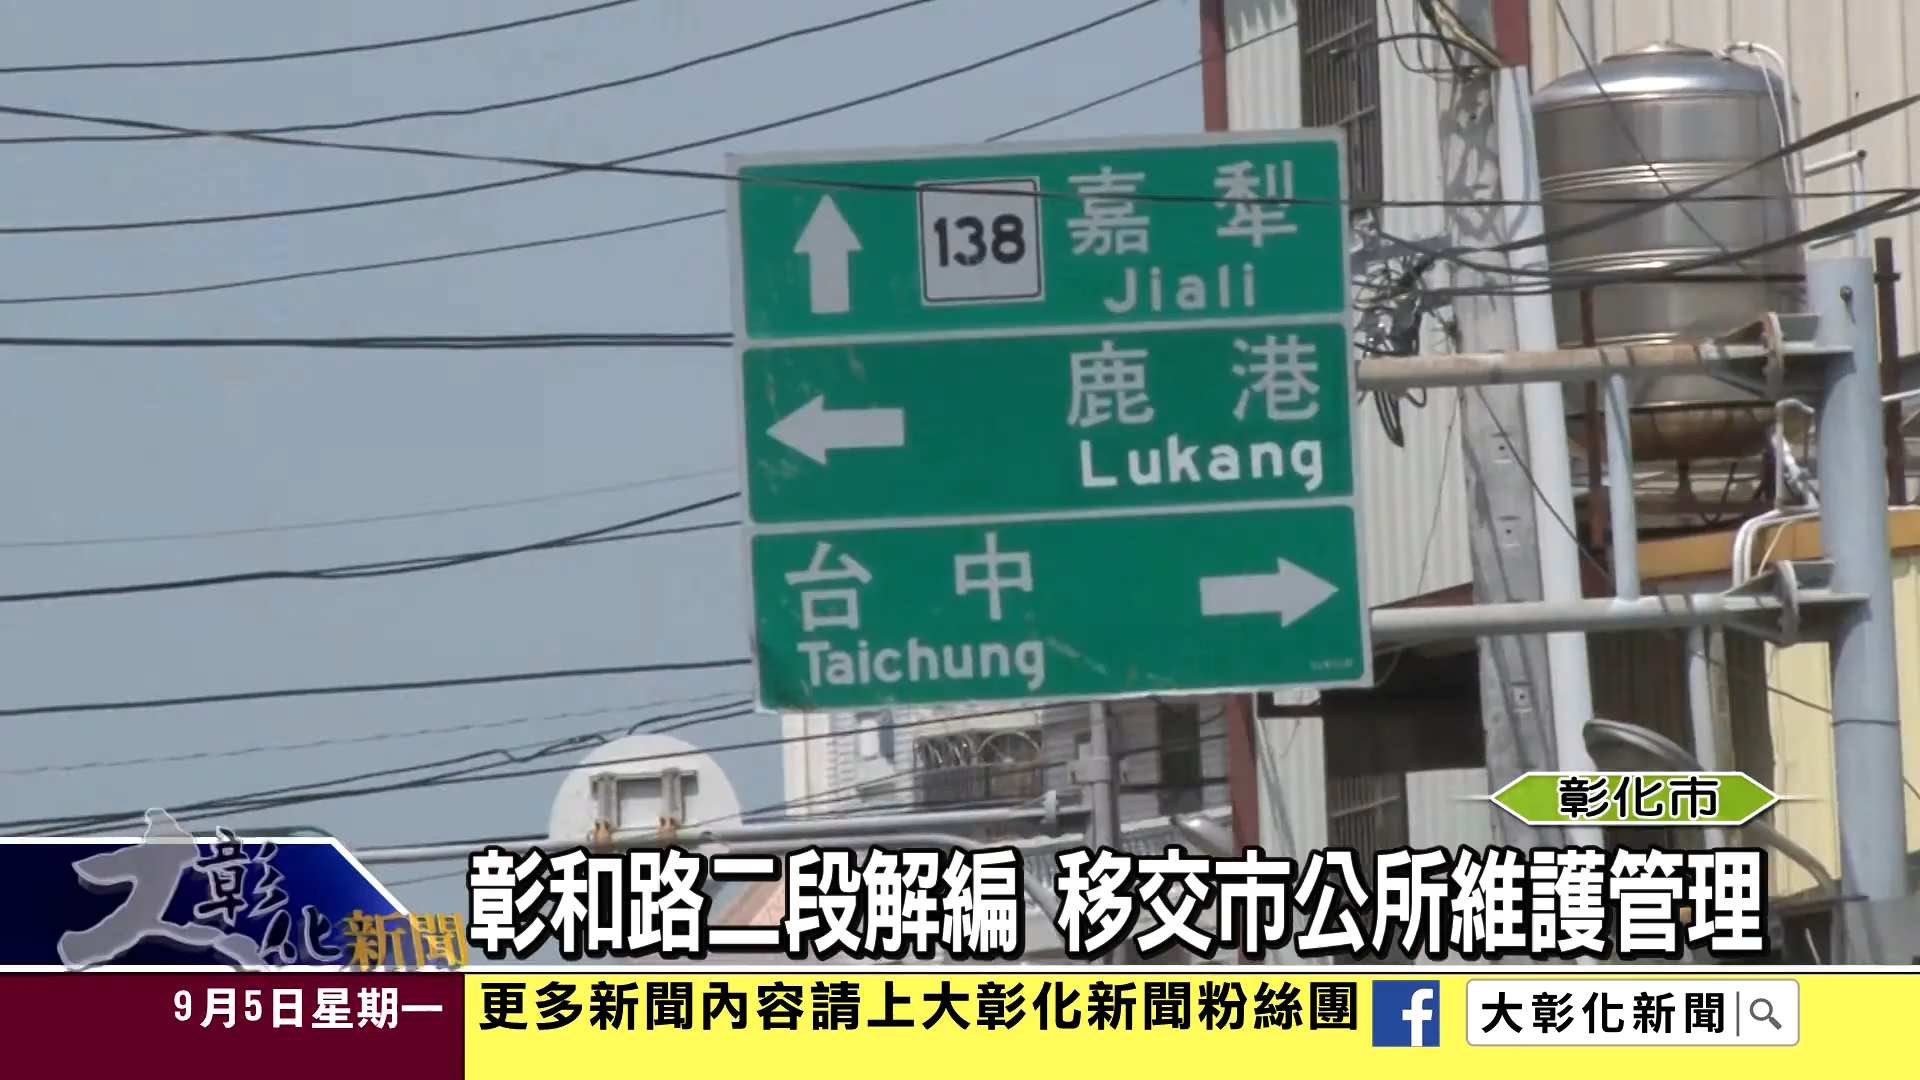 138 嘉犁
Jiali
鹿港
Lukang
台中
Taichung
彰化市
大彰化新聞
彰和路二段解編 移交市公所維護管理
9月5日星期一
更多新聞內容請上大彰化新聞粉絲團
f
大彰化新聞